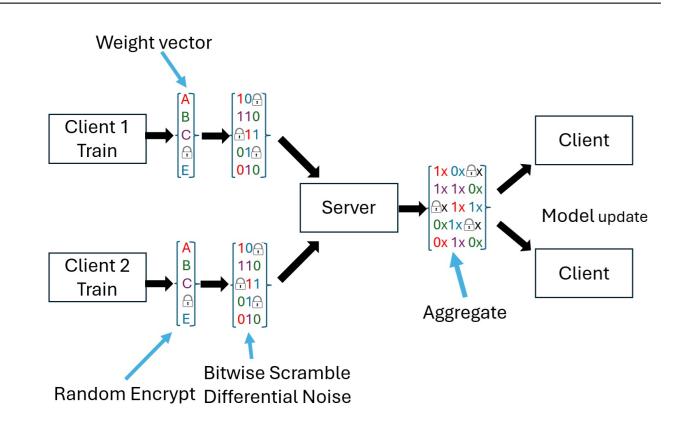 Weight vector
Client 1
Train
A
B
C
E
10🔒
110
🔒11
01🔒
010
Server
1x 0x🔒x
1x 1x 0x
🔒x 1x 1x
0x1x🔒x
0x 1x 0x
Client
Model update
Client
Client 2
Train
A
B
C
E
10🔒
110
🔒11
01🔒
010
Aggregate
Random Encrypt
Bitwise Scramble
Differential Noise